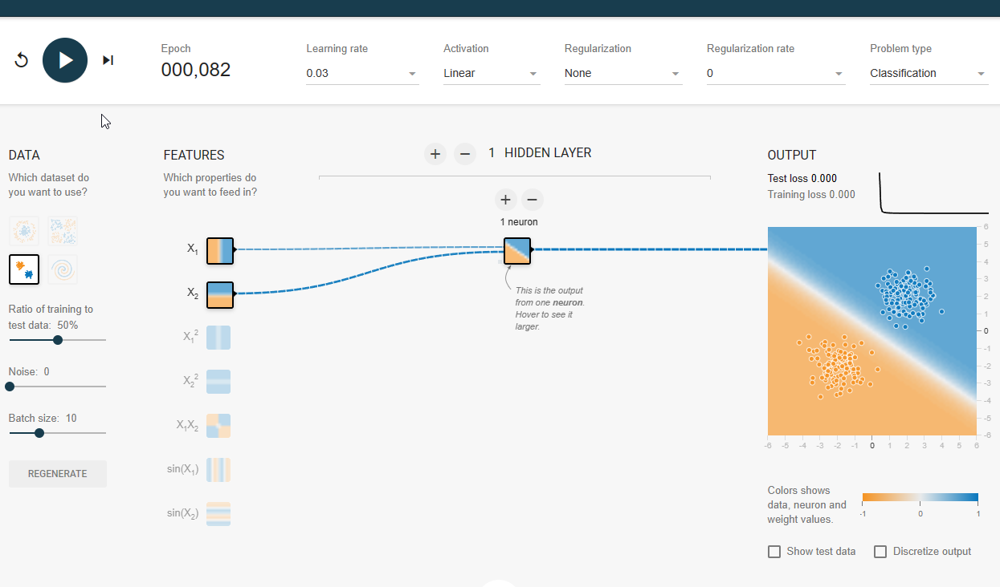 Epoch
000,082
Learning rate
0.03
Activation
Linear
Regularization
None
Regularization rate
0
Problem type
Classification
DATA
Which dataset do
you want to use?
Ratio of training to
test data: 50%
Noise: 0
Batch size: 10
REGENERATE
FEATURES
Which properties do
you want to feed in?
X1
X2
X1²
X2²
X1X2
sin(X1)
sin(X2)
+ − 1 HIDDEN LAYER
+ −
1 neuron
This is the output
from one neuron.
Hover to see it
larger.
OUTPUT
Test loss 0.000
Training loss 0.000
6
5
4
3
2
1
0
-1
-2
-3
-4
-5
-6
-6 -5 -4 -3 -2 -1 0 1 2 3 4 5 6
Colors shows
data, neuron and
weight values.
-1 0 1
Show test data
Discretize output